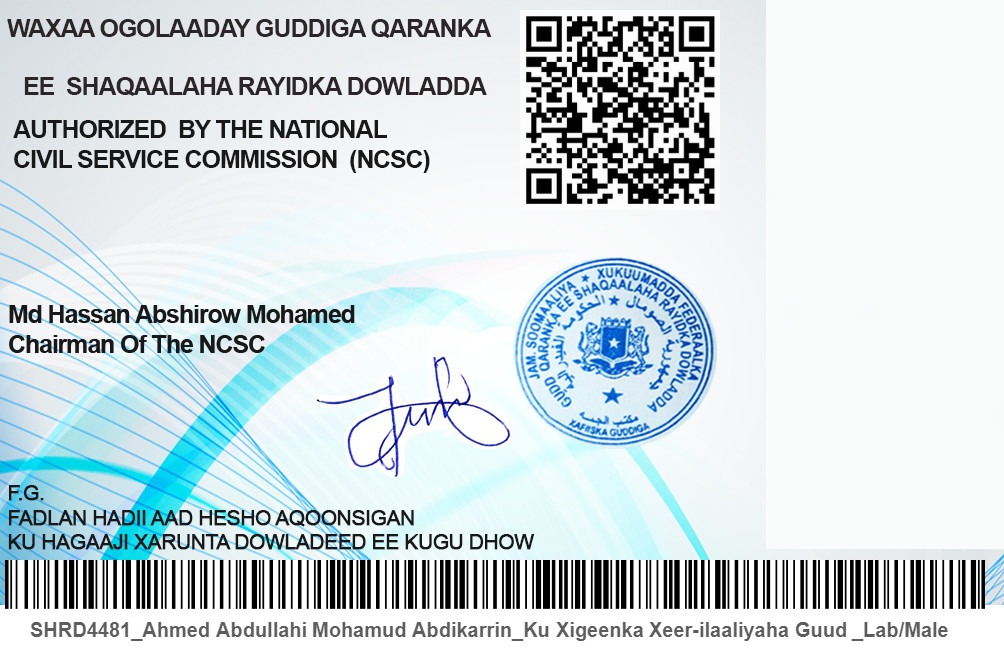 WAXAA OGOLAADAY GUDDIGA QARANKA
EE SHAQAALAHA RAYIDKA DOWLADDA
AUTHORIZED BY THE NATIONAL
CIVIL SERVICE COMMISSION (NCSC)
Md Hassan Abshirow Mohamed
Chairman Of The NCSC
JAM. SOOMAALIYA ★ XUKUUMADDA FEDERAALKA
GUDD QARANKA EE SHAQAALAHA RAYIDKA DOWLADDA
مكتب
XAFIISKA GUDDIGA
F.G.
FADLAN HADII AAD HESHO AQOONSIGAN
KU HAGAAJI XARUNTA DOWLADEED EE KUGU DHOW
SHRD4481_Ahmed Abdullahi Mohamud Abdikarrin_Ku Xigeenka Xeer-ilaaliyaha Guud _Lab/Male